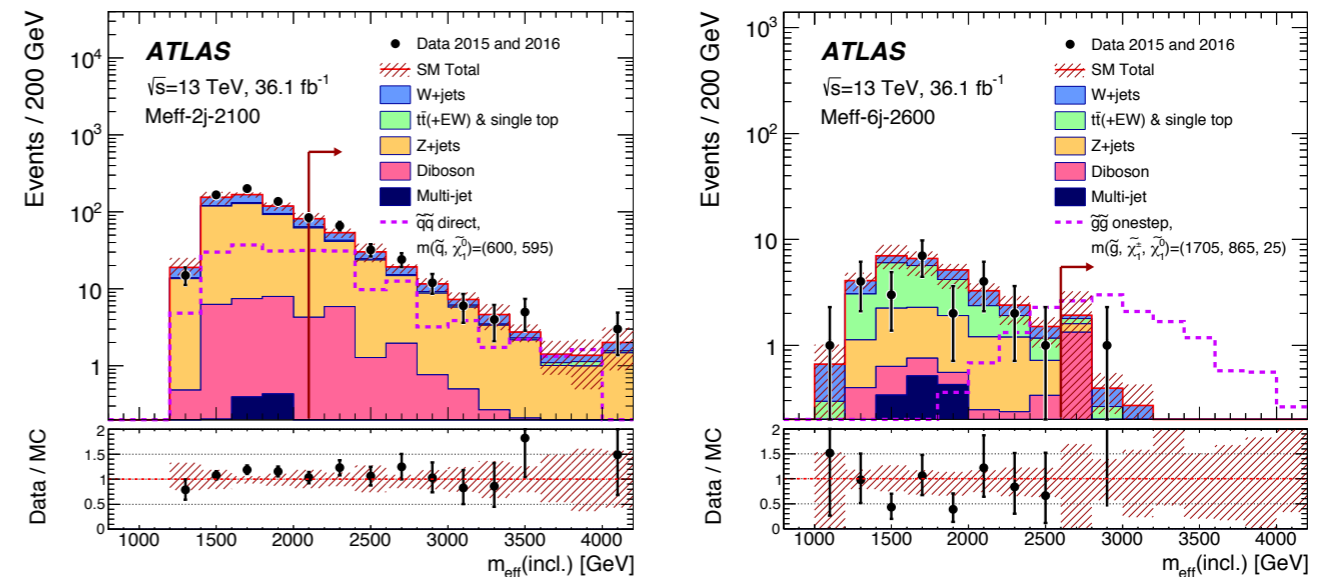 Events / 200 GeV
10⁴
10³
10²
10
1
ATLAS
√s=13 TeV, 36.1 fb⁻¹
Meff-2j-2100
Data 2015 and 2016
SM Total
W+jets
tt̄(+EW) & single top
Z+jets
Diboson
Multi-jet
q̃q̃ direct,
m(q̃, χ̃₁⁰)=(600, 595)
Data / MC
2
1.5
1
0.5
0
1000 1500 2000 2500 3000 3500 4000
m_eff(incl.) [GeV]
Events / 200 GeV
10³
10²
10
1
ATLAS
√s=13 TeV, 36.1 fb⁻¹
Meff-6j-2600
Data 2015 and 2016
SM Total
W+jets
tt̄(+EW) & single top
Z+jets
Diboson
Multi-jet
g̃g̃ onestep,
m(g̃, χ̃₁±, χ̃₁⁰)=(1705, 865, 25)
Data / MC
2
1.5
1
0.5
0
1000 1500 2000 2500 3000 3500 4000
m_eff(incl.) [GeV]